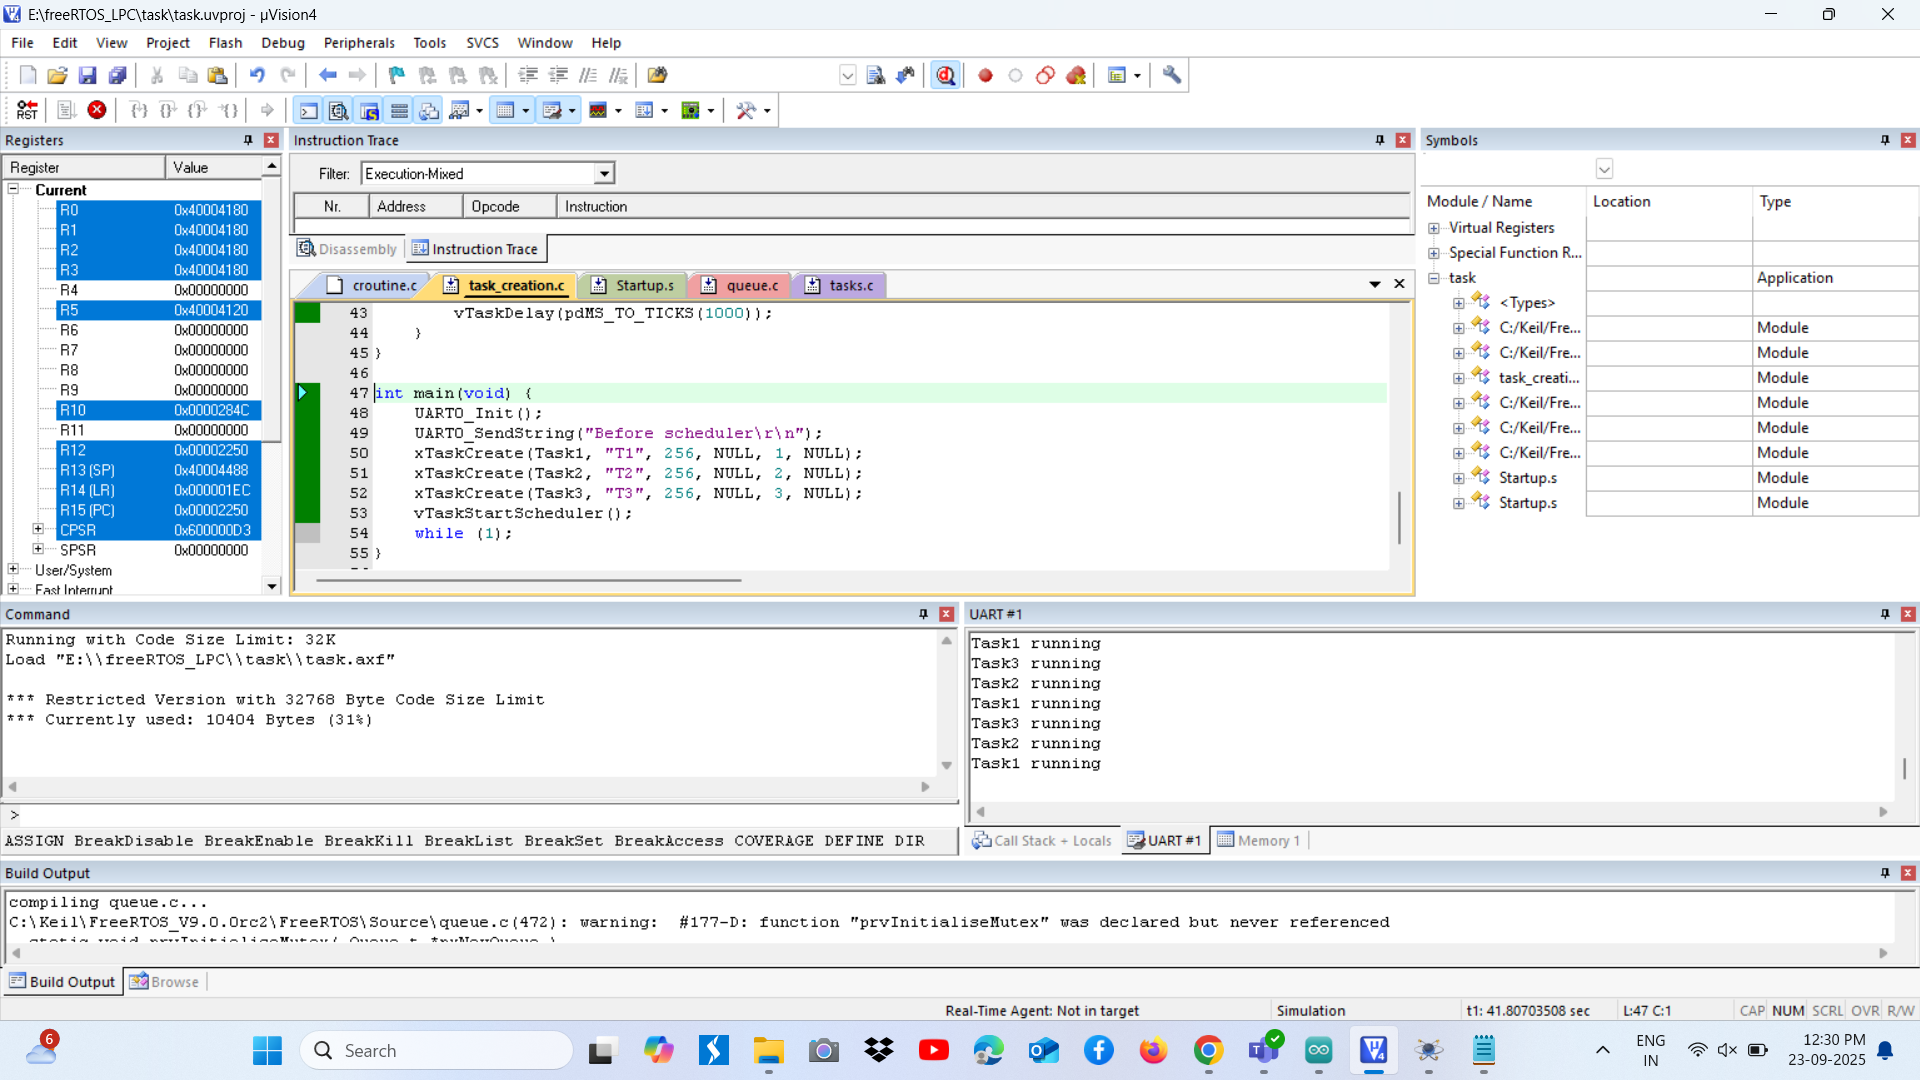 E:\freeRTOS_LPC\task\task.uvproj - µVision4
File Edit View Project Flash Debug Peripherals Tools SVCS Window Help
RST
Registers
Register Value
Current
R0 0x40004180
R1 0x40004180
R2 0x40004180
R3 0x40004180
R4 0x00000000
R5 0x40004120
R6 0x00000000
R7 0x00000000
R8 0x00000000
R9 0x00000000
R10 0x0000284C
R11 0x00000000
R12 0x00002250
R13 (SP) 0x40004488
R14 (LR) 0x000001EC
R15 (PC) 0x00002250
CPSR 0x600000D3
SPSR 0x00000000
User/System
Fast Interrupt
Instruction Trace
Filter: Execution-Mixed
Nr. Address Opcode Instruction
Disassembly Instruction Trace
croutine.c task_creation.c Startup.s queue.c tasks.c
43 vTaskDelay(pdMS_TO_TICKS(1000));
44 }
45 }
46
47 int main(void) {
48 UART0_Init();
49 UART0_SendString("Before scheduler\r\n");
50 xTaskCreate(Task1, "T1", 256, NULL, 1, NULL);
51 xTaskCreate(Task2, "T2", 256, NULL, 2, NULL);
52 xTaskCreate(Task3, "T3", 256, NULL, 3, NULL);
53 vTaskStartScheduler();
54 while (1);
55 }
Symbols
Module / Name Location Type
Virtual Registers
Special Function R...
task Application
<Types>
C:/Keil/Fre... Module
C:/Keil/Fre... Module
task_creati... Module
C:/Keil/Fre... Module
C:/Keil/Fre... Module
C:/Keil/Fre... Module
Startup.s Module
Startup.s Module
Command
Running with Code Size Limit: 32K
Load "E:\\freeRTOS_LPC\\task\\task.axf"
*** Restricted Version with 32768 Byte Code Size Limit
*** Currently used: 10404 Bytes (31%)
>
ASSIGN BreakDisable BreakEnable BreakKill BreakList BreakSet BreakAccess COVERAGE DEFINE DIR
UART #1
Task1 running
Task3 running
Task2 running
Task1 running
Task3 running
Task2 running
Task1 running
Call Stack + Locals UART #1 Memory 1
Build Output
compiling queue.c...
C:\Keil\FreeRTOS_V9.0.0rc2\FreeRTOS\Source\queue.c(472): warning: #177-D: function "prvInitialiseMutex" was declared but never referenced
static void prvInitialiseMutex( Queue_t *pxNewQueue )
Build Output Browse
Real-Time Agent: Not in target Simulation t1: 41.80703508 sec L:47 C:1 CAP NUM SCRL OVR R/W
6
Search
ENG
IN
12:30 PM
23-09-2025